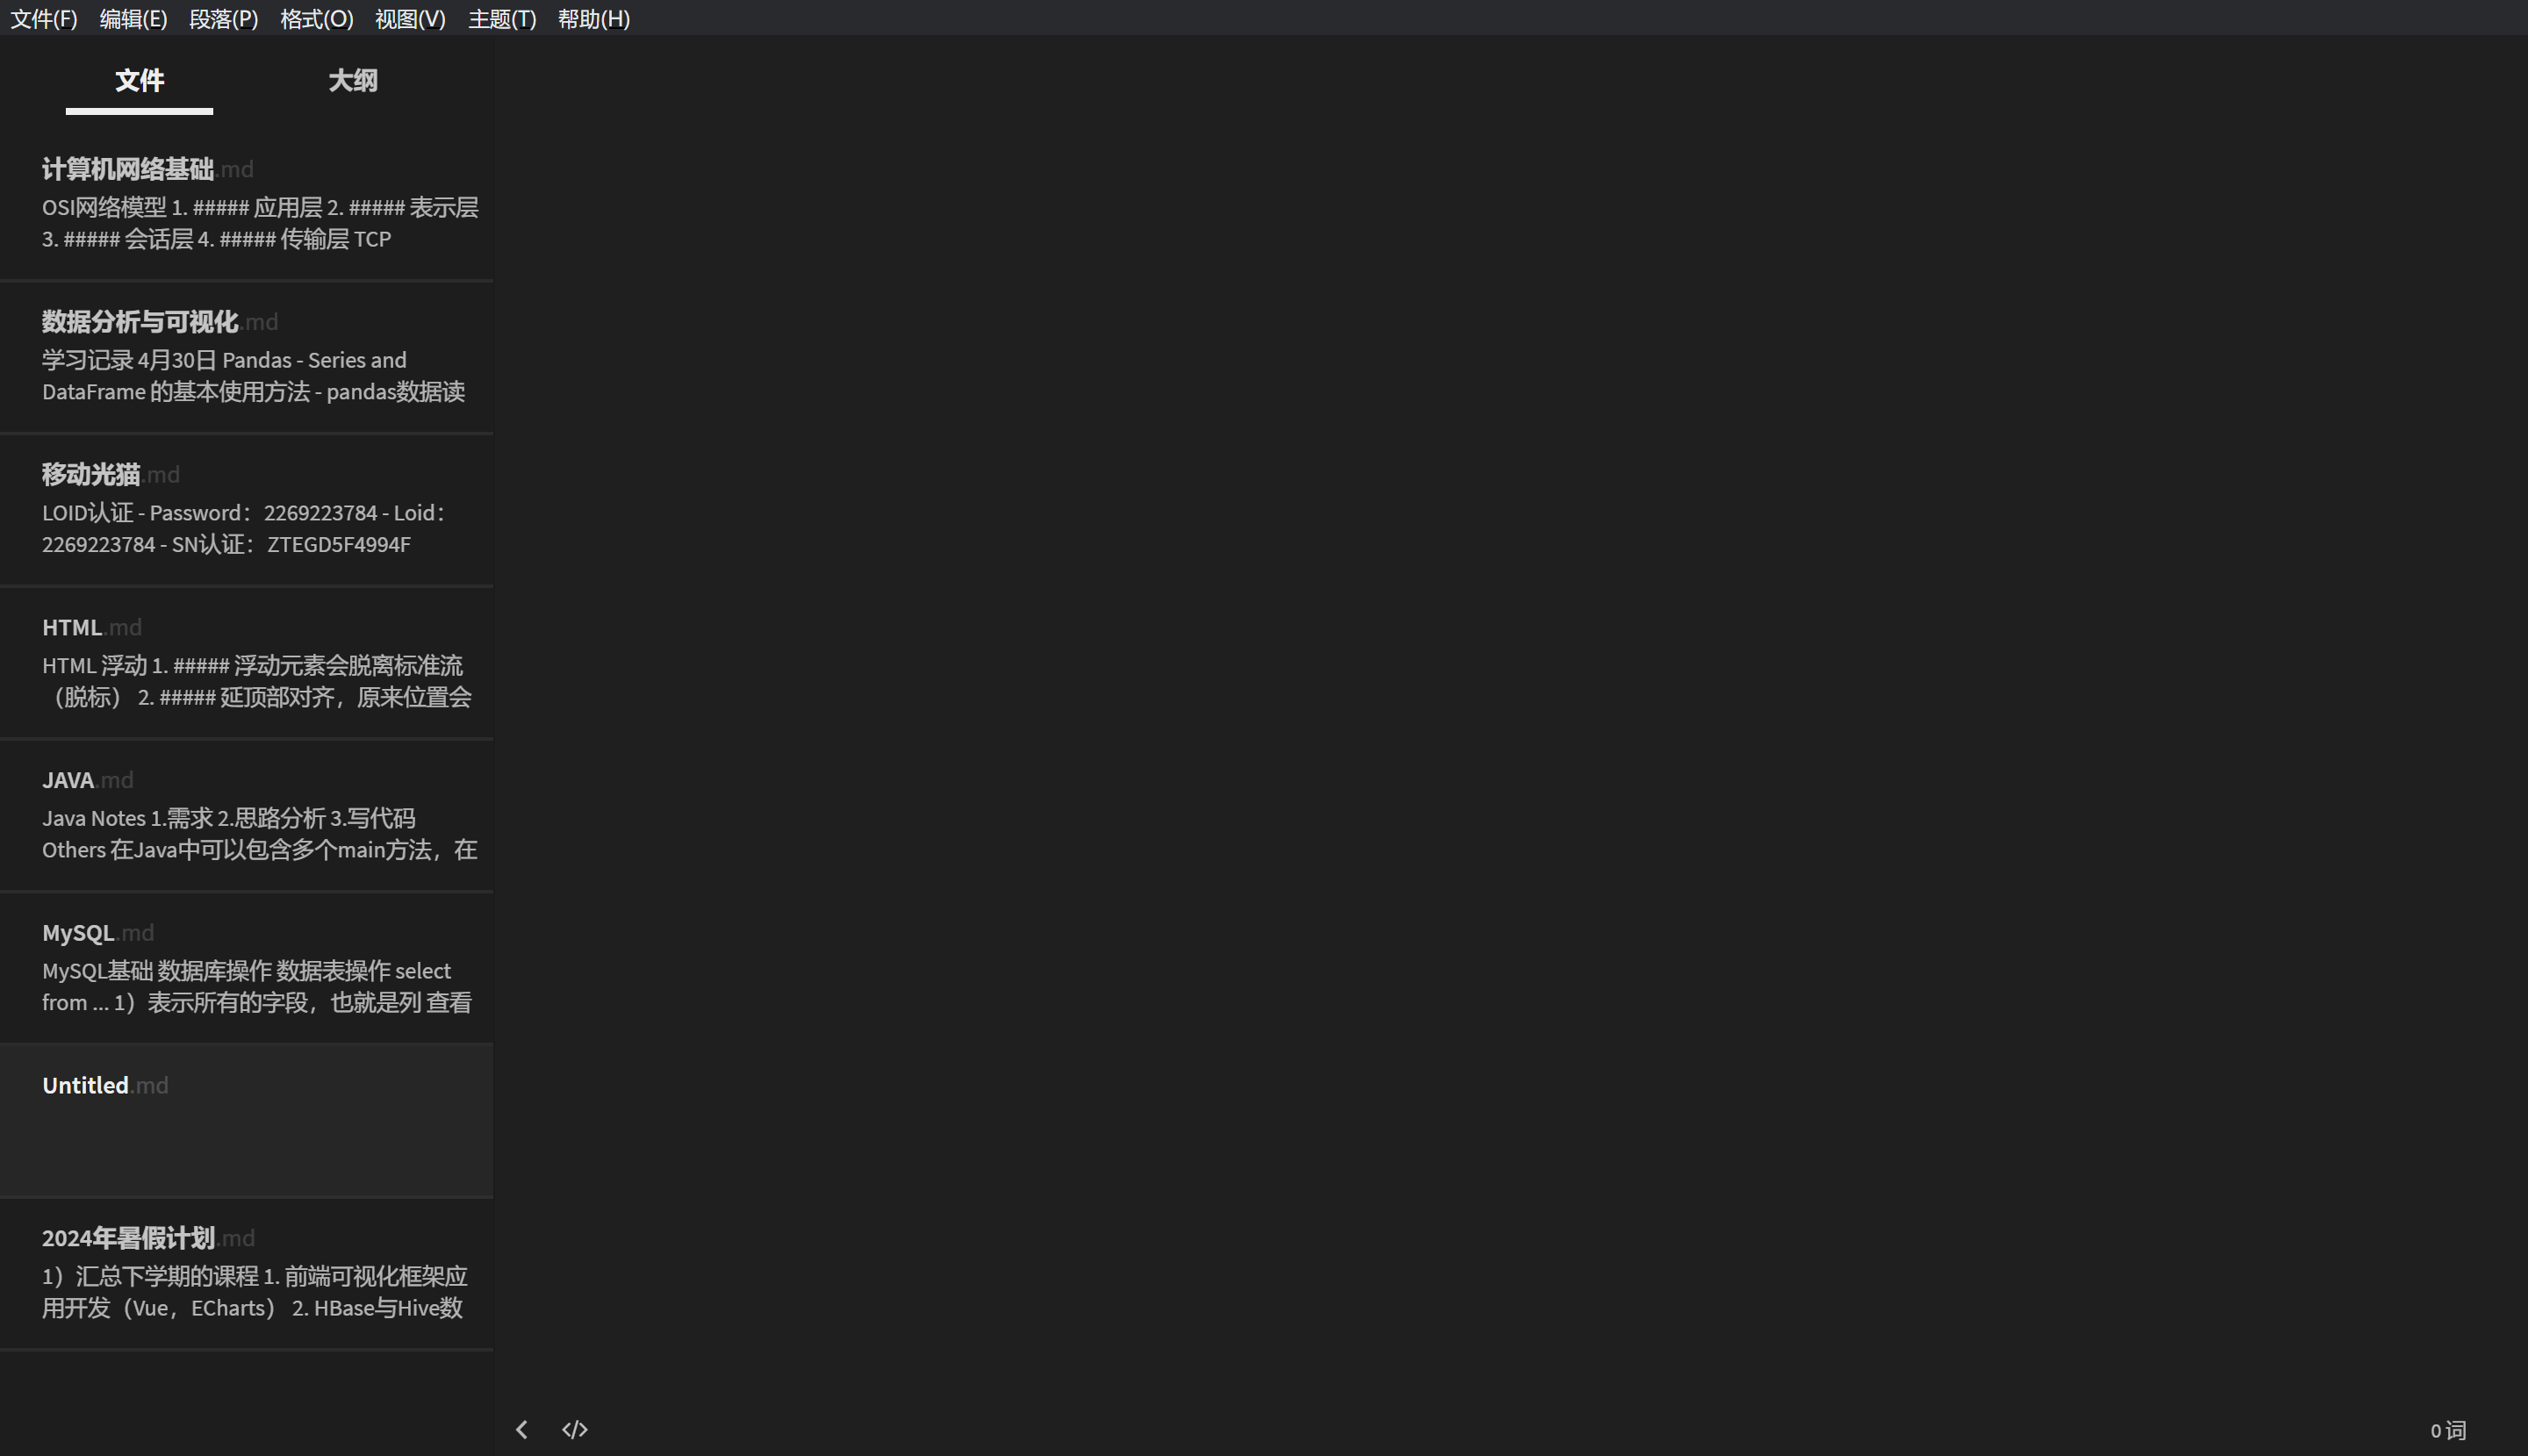 文件(F) 编辑(E) 段落(P) 格式(O) 视图(V) 主题(T) 帮助(H)
文件 大纲
计算机网络基础.md
OSI网络模型 1. ##### 应用层 2. ##### 表示层
3. ##### 会话层 4. ##### 传输层 TCP
数据分析与可视化.md
学习记录 4月30日 Pandas - Series and
DataFrame 的基本使用方法 - pandas数据读
移动光猫.md
LOID认证 - Password：2269223784 - Loid：
2269223784 - SN认证：ZTEGD5F4994F
HTML.md
HTML 浮动 1. ##### 浮动元素会脱离标准流
（脱标） 2. ##### 延顶部对齐，原来位置会
JAVA.md
Java Notes 1.需求 2.思路分析 3.写代码
Others 在Java中可以包含多个main方法，在
MySQL.md
MySQL基础 数据库操作 数据表操作 select
from ... 1）表示所有的字段，也就是列 查看
Untitled.md
2024年暑假计划.md
1）汇总下学期的课程 1. 前端可视化框架应
用开发（Vue，ECharts） 2. HBase与Hive数
0 词